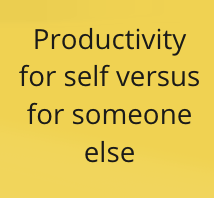 Productivity
for self versus
for someone
else